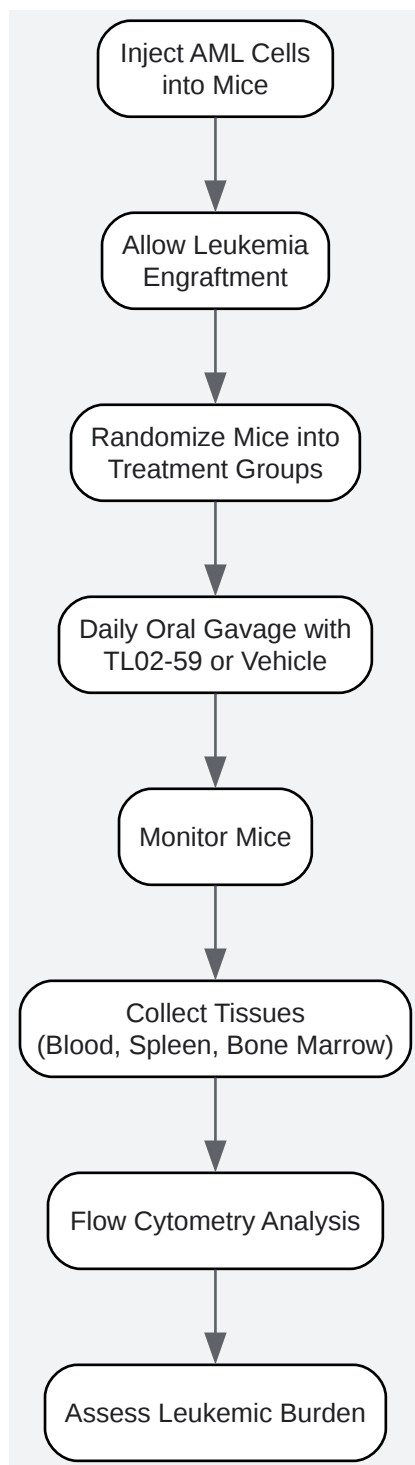 Inject AML Cells
into Mice
Allow Leukemia
Engraftment
Randomize Mice into
Treatment Groups
Daily Oral Gavage with
TL02-59 or Vehicle
Monitor Mice
Collect Tissues
(Blood, Spleen, Bone Marrow)
Flow Cytometry Analysis
Assess Leukemic Burden